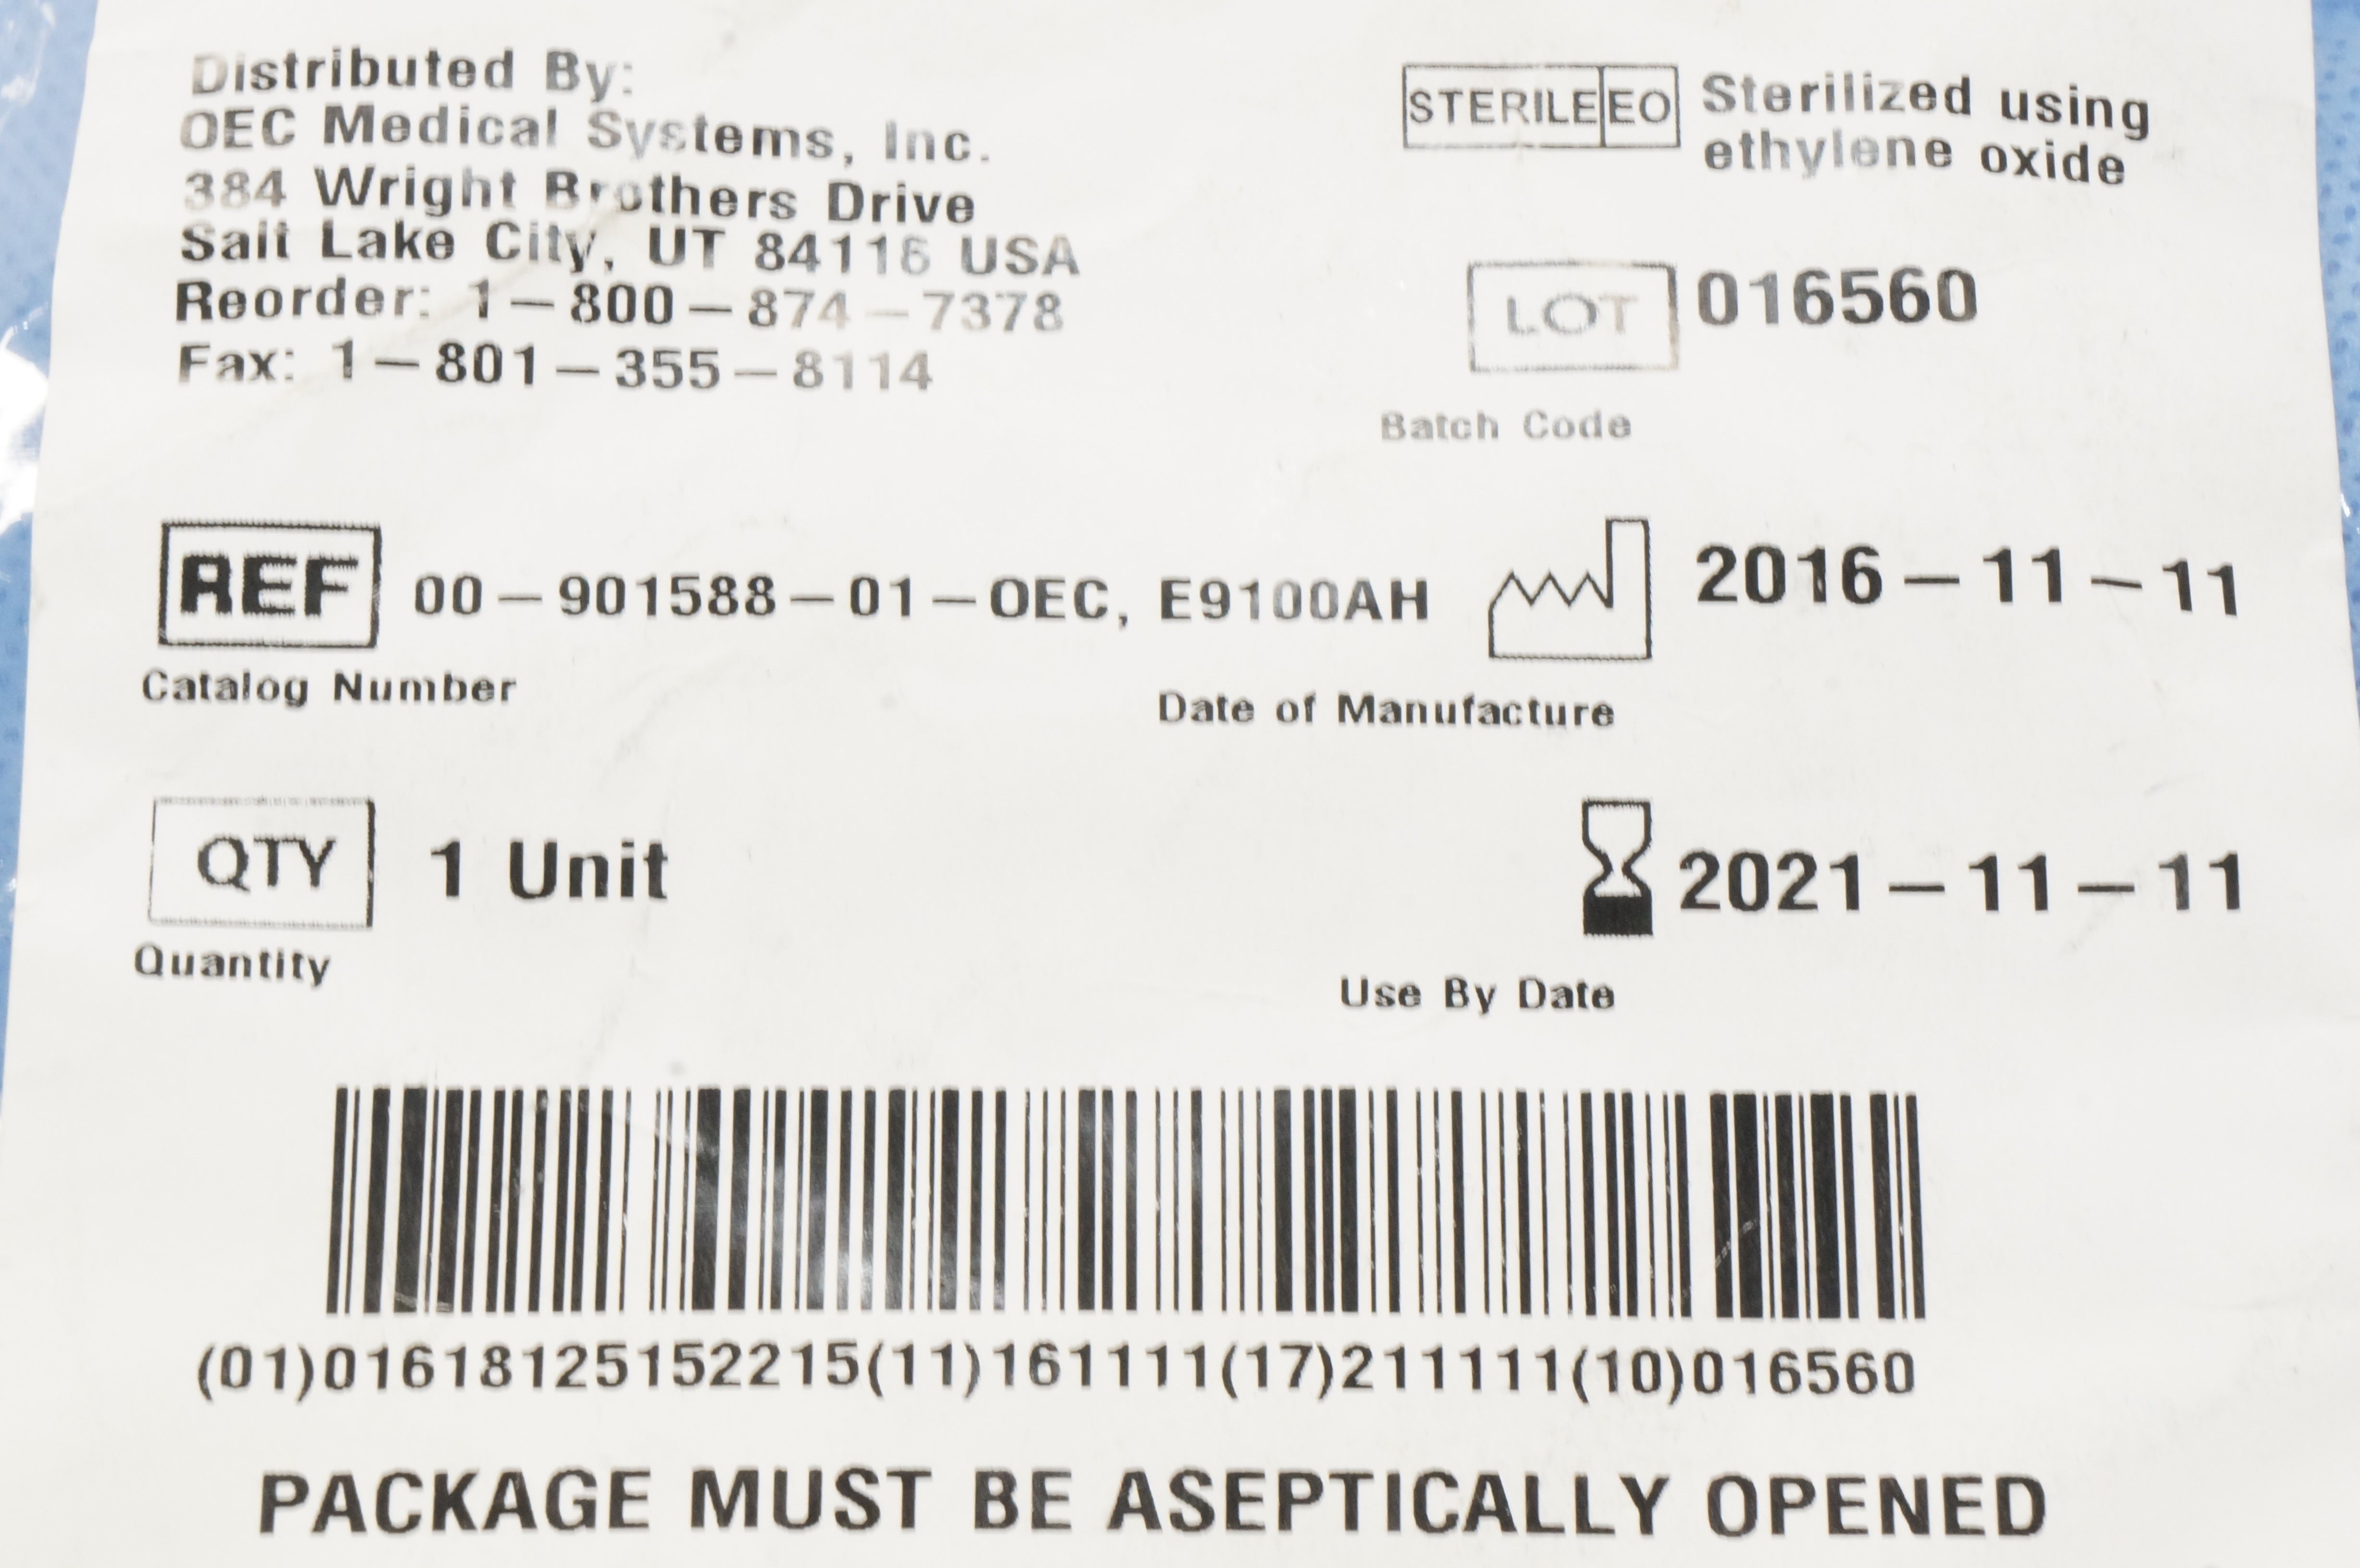 Distributed By:
OEC Medical Systems, Inc.
384 Wright Brothers Drive
Salt Lake City, UT 84116 USA
Reorder: 1-800-874-7378
Fax: 1-801-355-8114
STERILE EO Sterilized using
ethylene oxide
LOT 016560
Batch Code
REF 00-901588-01-OEC, E9100AH
Catalog Number
2016-11-11
Date of Manufacture
QTY 1 Unit
Quantity
2021-11-11
Use By Date
(01)01618125152215(11)161111(17)211111(10)016560
PACKAGE MUST BE ASEPTICALLY OPENED